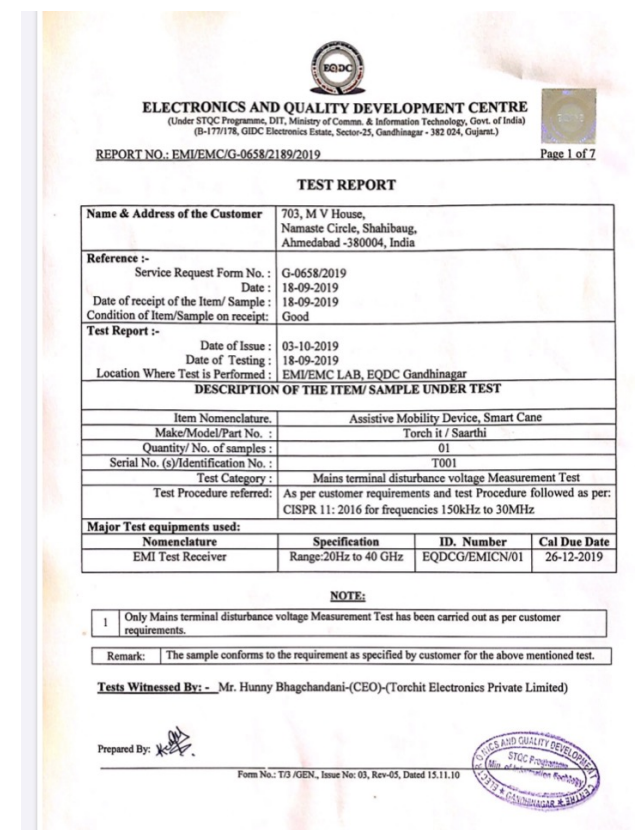 EQDC
ELECTRONICS AND QUALITY DEVELOPMENT CENTRE
(Under STQC Programme, DIT, Ministry of Commn. & Information Technology, Govt. of India)
(B-177/178, GIDC Electronics Estate, Sector-25, Gandhinagar - 382 024, Gujarat.)
REPORT NO.: EMI/EMC/G-0658/2189/2019 Page 1 of 7
TEST REPORT
Name & Address of the Customer 703, M V House,
Namaste Circle, Shahibaug,
Ahmedabad -380004, India
Reference :-
Service Request Form No. : G-0658/2019
Date : 18-09-2019
Date of receipt of the Item/ Sample : 18-09-2019
Condition of Item/Sample on receipt: Good
Test Report :-
Date of Issue : 03-10-2019
Date of Testing : 18-09-2019
Location Where Test is Performed : EMI/EMC LAB, EQDC Gandhinagar
DESCRIPTION OF THE ITEM/ SAMPLE UNDER TEST
Item Nomenclature. Assistive Mobility Device, Smart Cane
Make/Model/Part No. : Torch it / Saarthi
Quantity/ No. of samples : 01
Serial No. (s)/Identification No. : T001
Test Category : Mains terminal disturbance voltage Measurement Test
Test Procedure referred: As per customer requirements and test Procedure followed as per:
CISPR 11: 2016 for frequencies 150kHz to 30MHz
Major Test equipments used:
Nomenclature Specification ID. Number Cal Due Date
EMI Test Receiver Range:20Hz to 40 GHz EQDCG/EMICN/01 26-12-2019
NOTE:
1 Only Mains terminal disturbance voltage Measurement Test has been carried out as per customer
requirements.
Remark: The sample conforms to the requirement as specified by customer for the above mentioned test.
Tests Witnessed By: - Mr. Hunny Bhagchandani-(CEO)-(Torchit Electronics Private Limited)
Prepared By:
Form No.: T/3 /GEN., Issue No: 03, Rev-05, Dated 15.11.10
ELECTRONICS AND QUALITY DEVELOPMENT CENTRE
STQC Programme
Min. of Information Techlogy
GANDHINAGAR